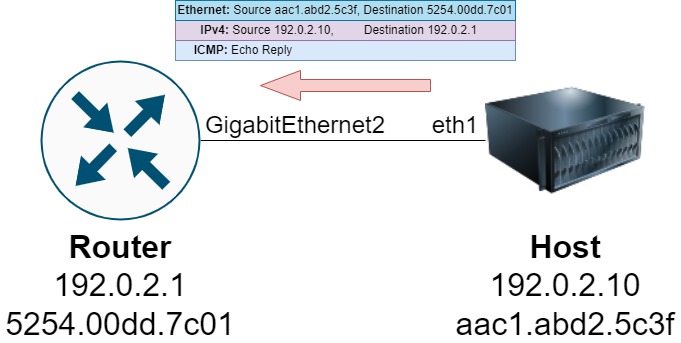 Ethernet: Source aac1.abd2.5c3f, Destination 5254.00dd.7c01
IPv4: Source 192.0.2.10, Destination 192.0.2.1
ICMP: Echo Reply
GigabitEthernet2 eth1
Router
192.0.2.1
5254.00dd.7c01
Host
192.0.2.10
aac1.abd2.5c3f